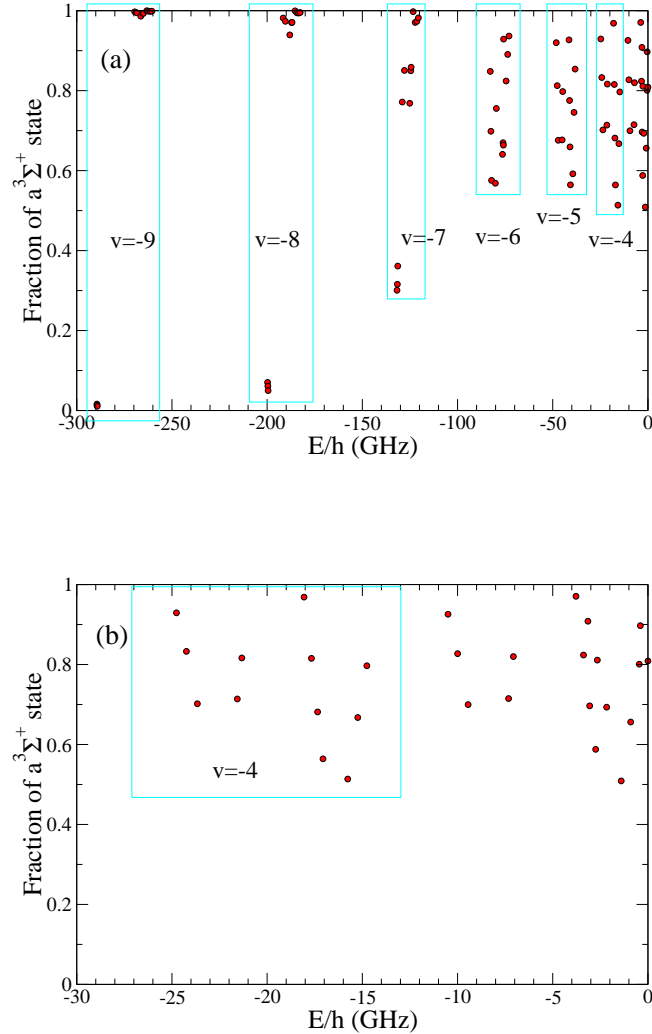 1
(a)
0.8
0.6
0.4
0.2
0
Fraction of a ³Σ⁺ state
v=-9
v=-8
v=-7
v=-6
v=-5
v=-4
-300 -250 -200 -150 -100 -50 0
E/h (GHz)
1
(b)
0.8
0.6
0.4
0.2
0
Fraction of a ³Σ⁺ state
v=-4
-30 -25 -20 -15 -10 -5 0
E/h (GHz)